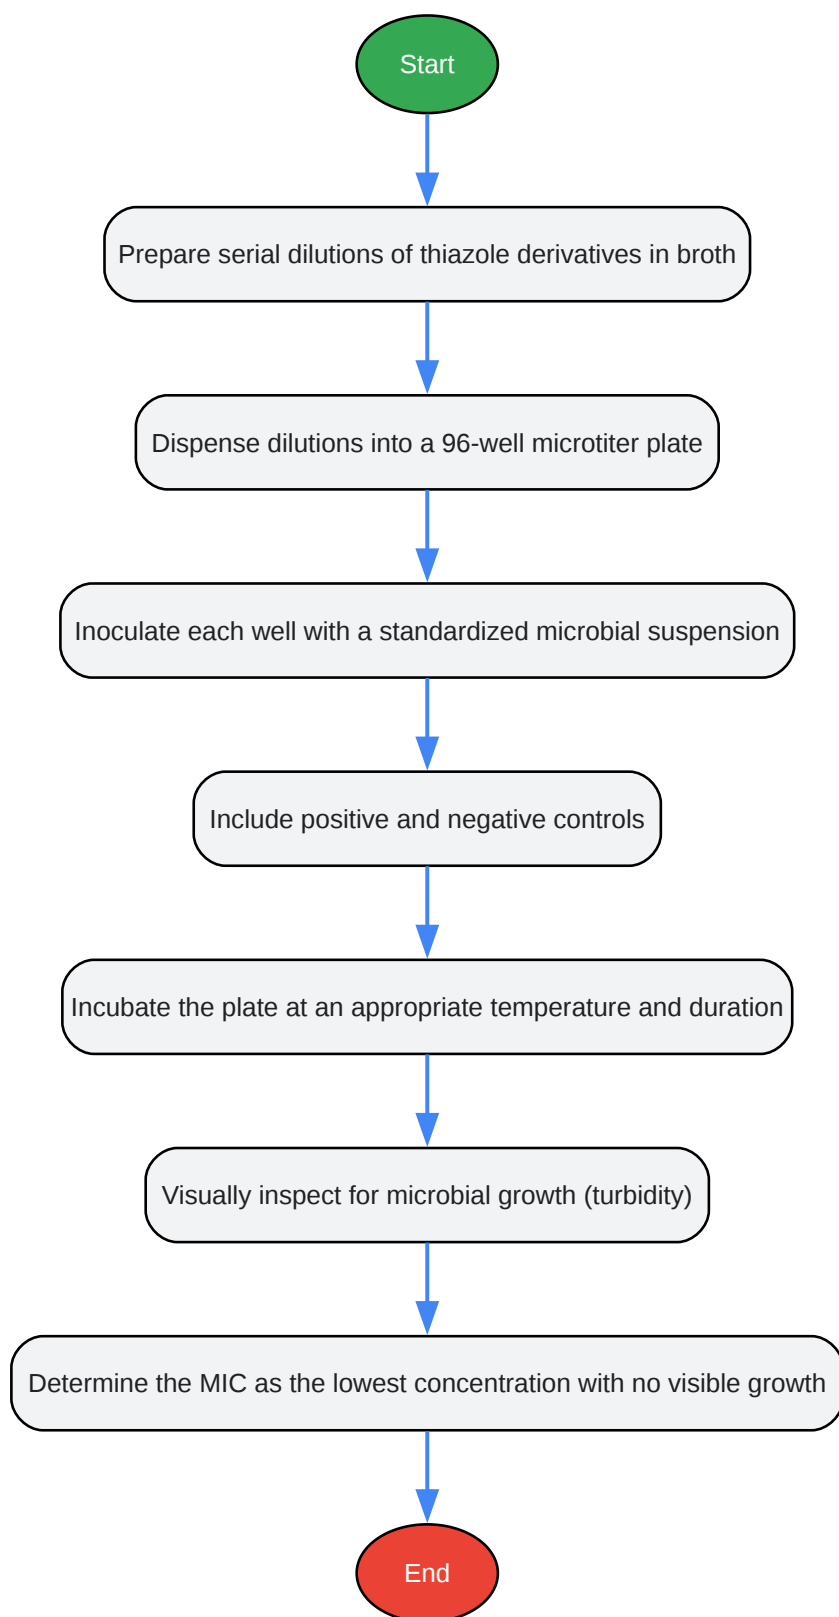 Start
Prepare serial dilutions of thiazole derivatives in broth
Dispense dilutions into a 96-well microtiter plate
Inoculate each well with a standardized microbial suspension
Include positive and negative controls
Incubate the plate at an appropriate temperature and duration
Visually inspect for microbial growth (turbidity)
Determine the MIC as the lowest concentration with no visible growth
End